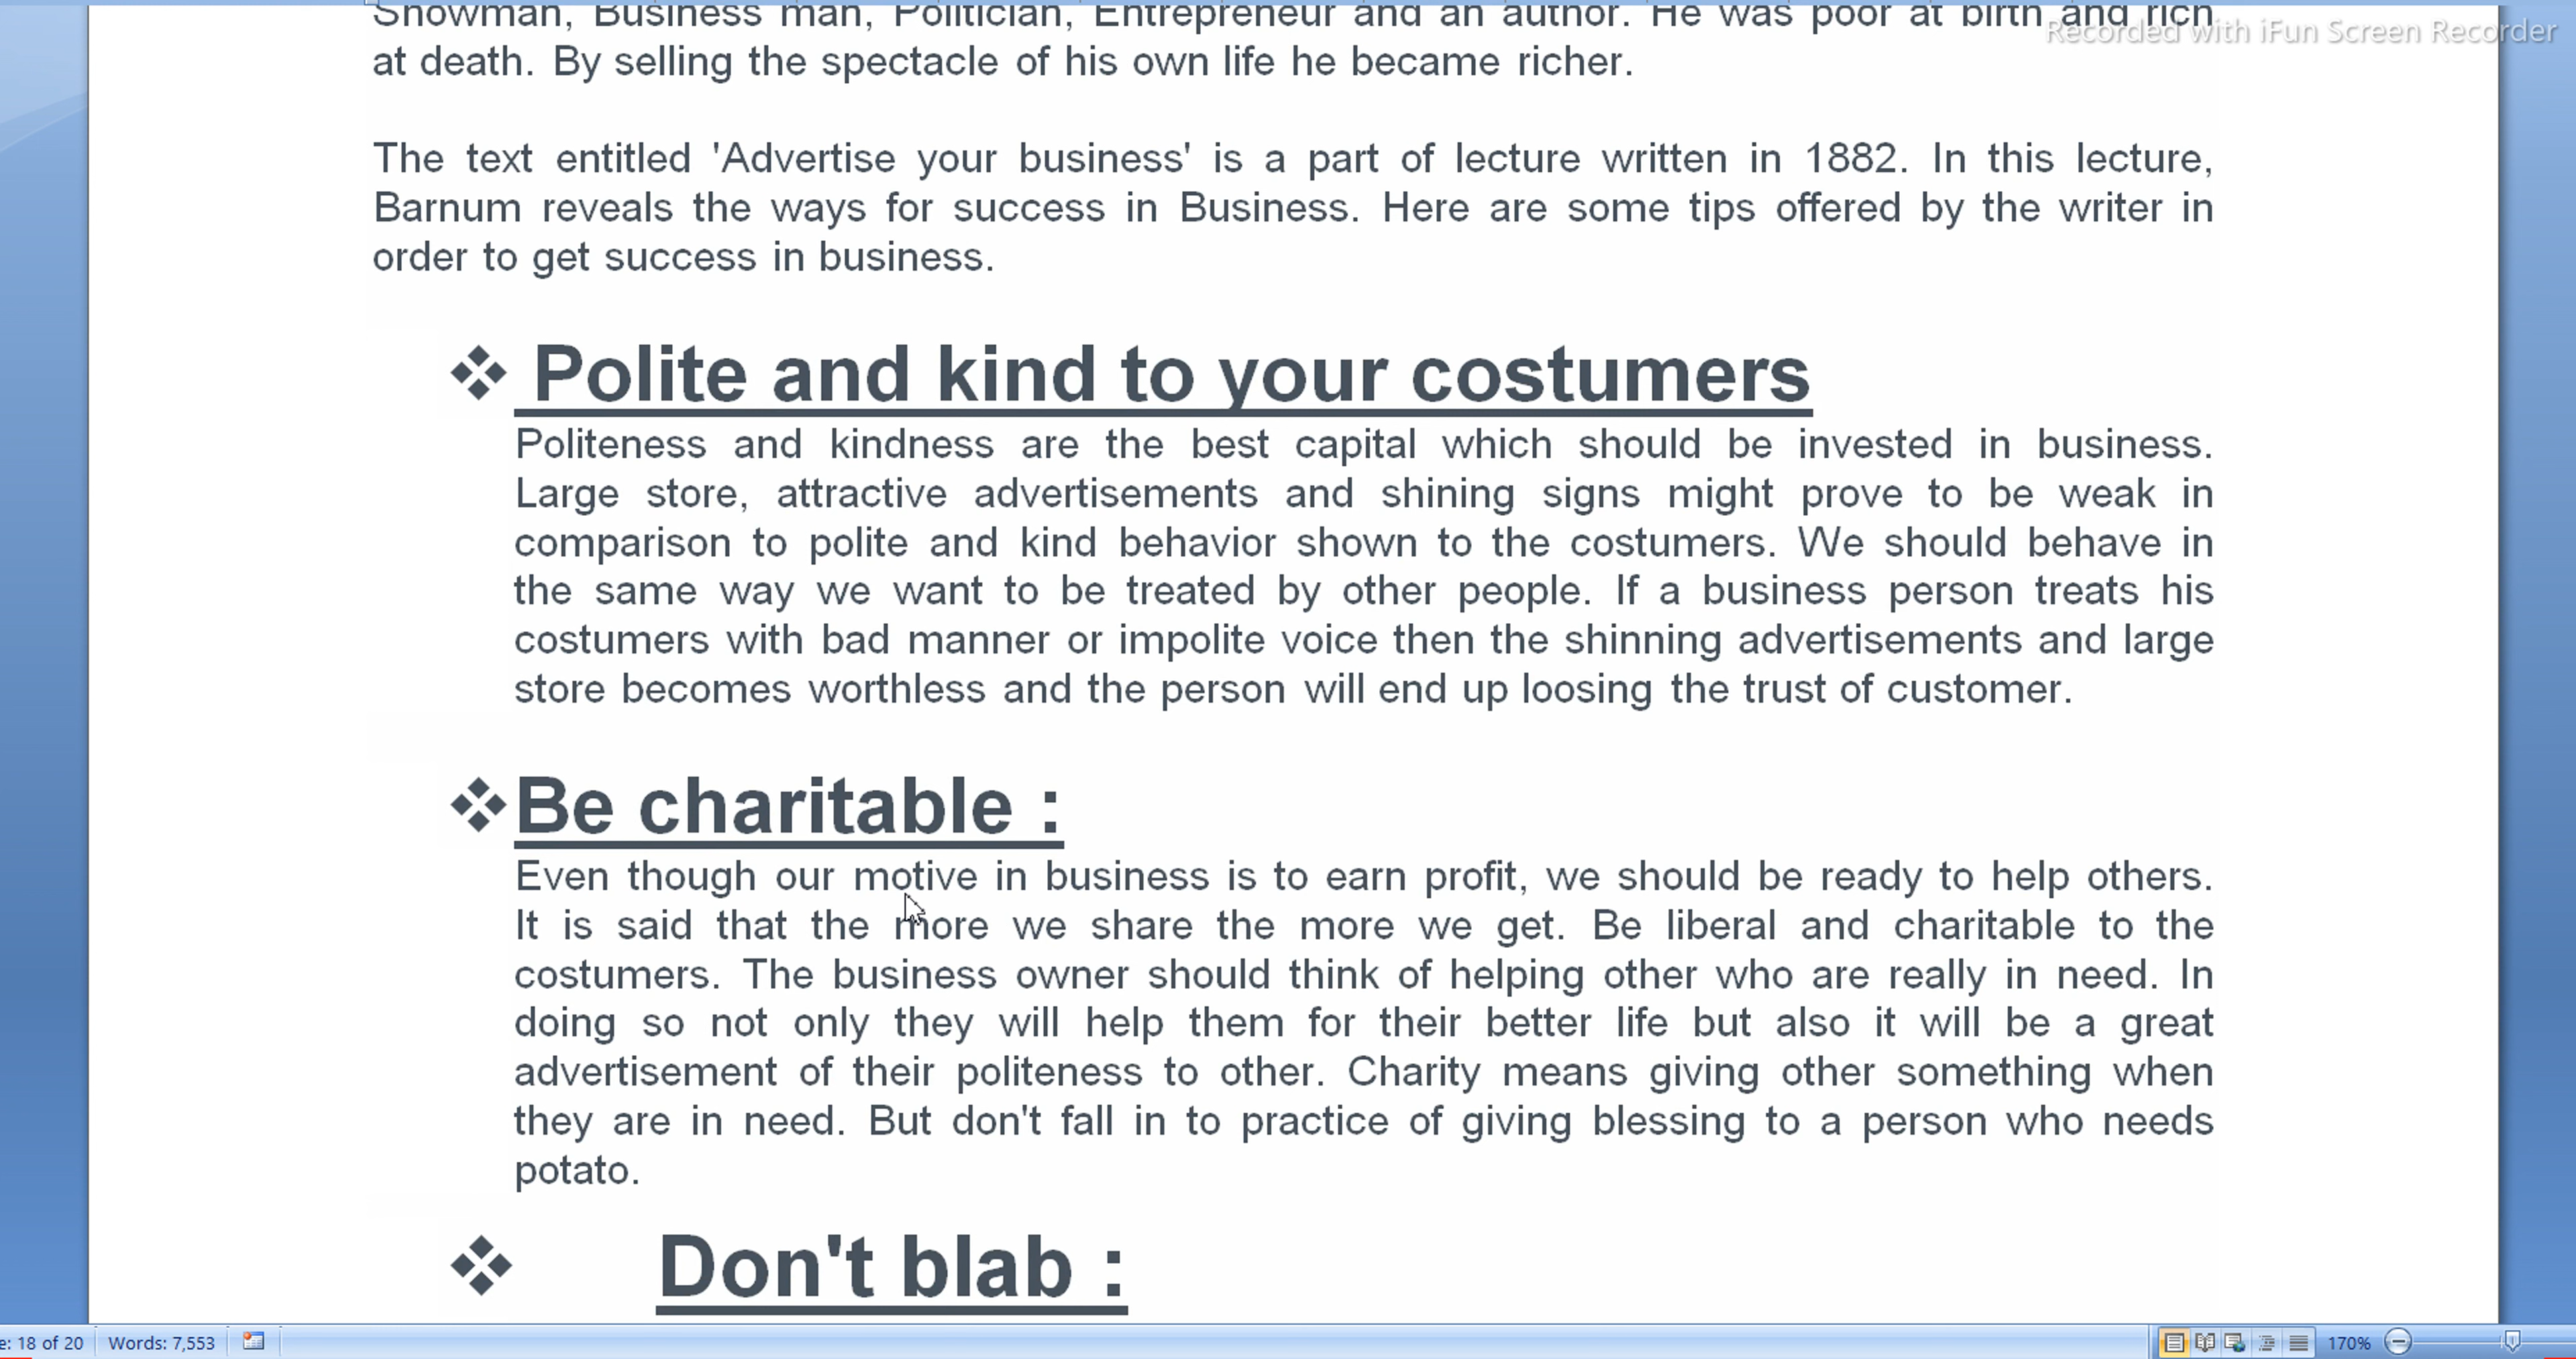 Showman, Business man, Politician, Entrepreneur and an author. He was poor at birth and rich
Recorded with iFun Screen Recorder
at death. By selling the spectacle of his own life he became richer.
The text entitled 'Advertise your business' is a part of lecture written in 1882. In this lecture,
Barnum reveals the ways for success in Business. Here are some tips offered by the writer in
order to get success in business.
❖ Polite and kind to your costumers
Politeness and kindness are the best capital which should be invested in business.
Large store, attractive advertisements and shining signs might prove to be weak in
comparison to polite and kind behavior shown to the costumers. We should behave in
the same way we want to be treated by other people. If a business person treats his
costumers with bad manner or impolite voice then the shinning advertisements and large
store becomes worthless and the person will end up loosing the trust of customer.
❖ Be charitable :
Even though our motive in business is to earn profit, we should be ready to help others.
It is said that the more we share the more we get. Be liberal and charitable to the
costumers. The business owner should think of helping other who are really in need. In
doing so not only they will help them for their better life but also it will be a great
advertisement of their politeness to other. Charity means giving other something when
they are in need. But don't fall in to practice of giving blessing to a person who needs
potato.
❖ Don't blab :
e: 18 of 20 Words: 7,553 170%